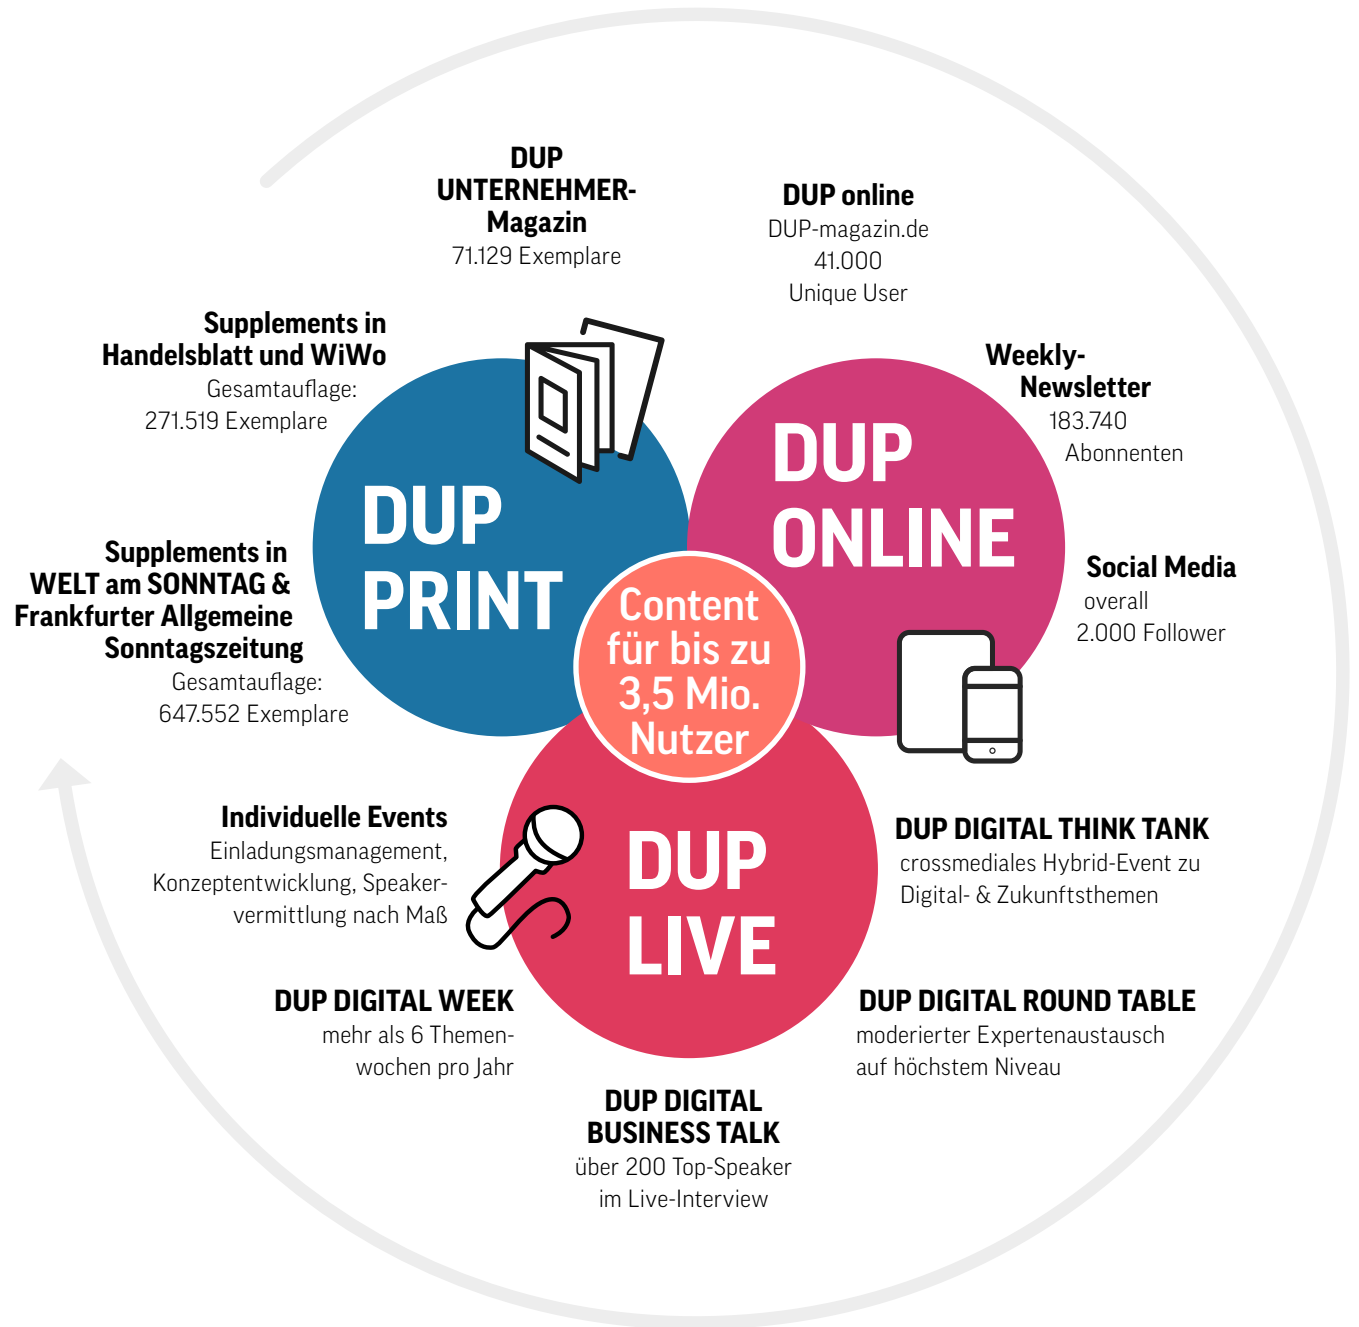 DUP
UNTERNEHMER-
Magazin
71.129 Exemplare
DUP online
DUP-magazin.de
41.000
Unique User
Supplements in
Handelsblatt und WiWo
Gesamtauflage:
271.519 Exemplare
Weekly-
Newsletter
183.740
Abonnenten
DUP
PRINT
DUP
ONLINE
Supplements in
WELT am SONNTAG &
Frankfurter Allgemeine
Sonntagszeitung
Gesamtauflage:
647.552 Exemplare
Content
für bis zu
3,5 Mio.
Nutzer
Social Media
overall
2.000 Follower
Individuelle Events
Einladungsmanagement,
Konzeptentwicklung, Speaker-
vermittlung nach Maß
DUP
LIVE
DUP DIGITAL THINK TANK
crossmediales Hybrid-Event zu
Digital- & Zukunftsthemen
DUP DIGITAL WEEK
mehr als 6 Themen-
wochen pro Jahr
DUP DIGITAL ROUND TABLE
moderierter Expertenaustausch
auf höchstem Niveau
DUP DIGITAL
BUSINESS TALK
über 200 Top-Speaker
im Live-Interview